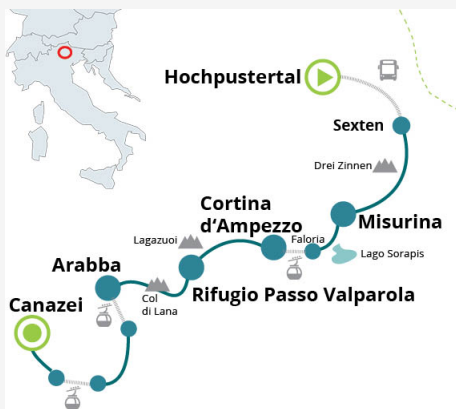 Hochpustertal
Sexten
Drei Zinnen
Cortina
d'Ampezzo
Misurina
Lagazuoi
Faloria
Lago Sorapis
Arabba
Rifugio Passo Valparola
Col
di Lana
Canazei